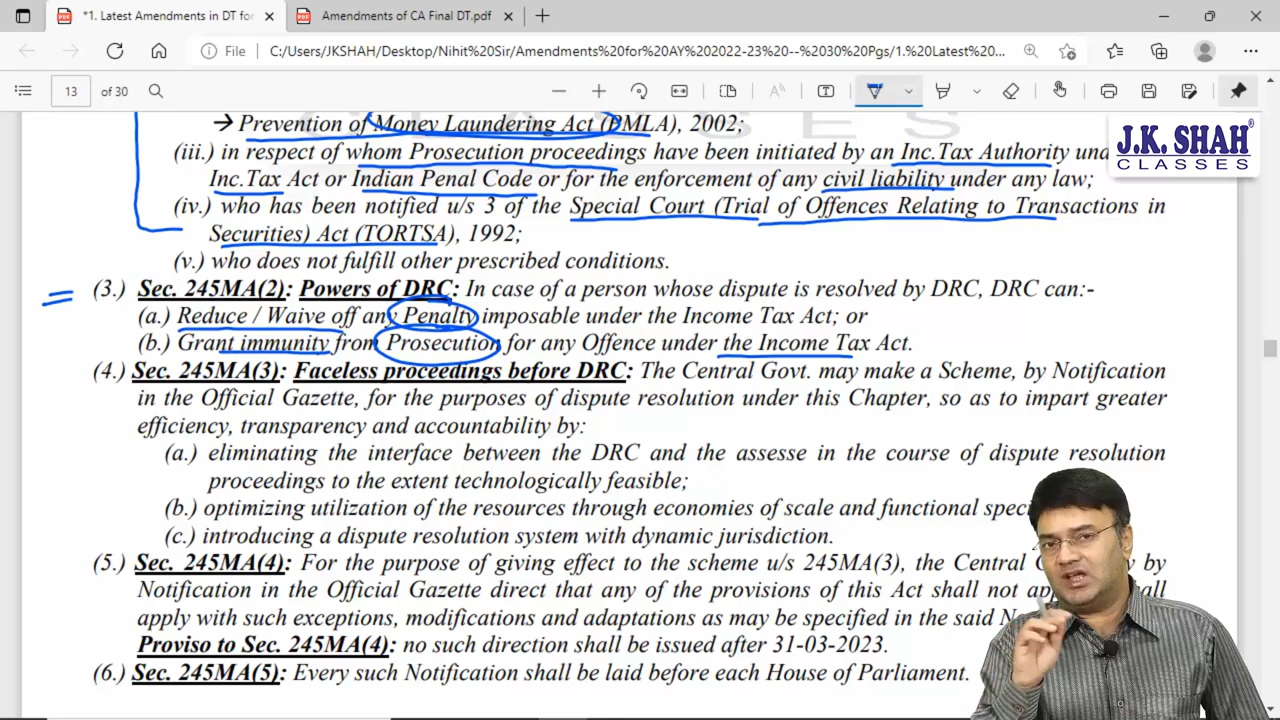 *1. Latest Amendments in DT for
Amendments of CA Final DT.pdf
File C:/Users/JKSHAH/Desktop/Nihit%20Sir/Amendments%20for%20AY%202022-23%20--%2030%20Pgs/1.%20Latest%20...
13 of 30
J.K. SHAH®
CLASSES
→ Prevention of Money Laundering Act (PMLA), 2002;
(iii.) in respect of whom Prosecution proceedings have been initiated by an Inc.Tax Authority
Inc.Tax Act or Indian Penal Code or for the enforcement of any civil liability under any law;
(iv.) who has been notified u/s 3 of the Special Court (Trial of Offences Relating to Transactions in
Securities) Act (TORTSA), 1992;
(v.) who does not fulfill other prescribed conditions.
(3.) Sec. 245MA(2): Powers of DRC: In case of a person whose dispute is resolved by DRC, DRC can:-
(a.) Reduce / Waive off any Penalty imposable under the Income Tax Act; or
(b.) Grant immunity from Prosecution for any Offence under the Income Tax Act.
(4.) Sec. 245MA(3): Faceless proceedings before DRC: The Central Govt. may make a Scheme, by Notification
in the Official Gazette, for the purposes of dispute resolution under this Chapter, so as to impart greater
efficiency, transparency and accountability by:
(a.) eliminating the interface between the DRC and the assesse in the course of dispute resolution
proceedings to the extent technologically feasible;
(b.) optimizing utilization of the resources through economies of scale and functional
(c.) introducing a dispute resolution system with dynamic jurisdiction.
(5.) Sec. 245MA(4): For the purpose of giving effect to the scheme u/s 245MA(3), the Central by
Notification in the Official Gazette direct that any of the provisions of this Act shall not
apply with such exceptions, modifications and adaptations as may be specified in the said
Proviso to Sec. 245MA(4): no such direction shall be issued after 31-03-2023.
(6.) Sec. 245MA(5): Every such Notification shall be laid before each House of Parliament.